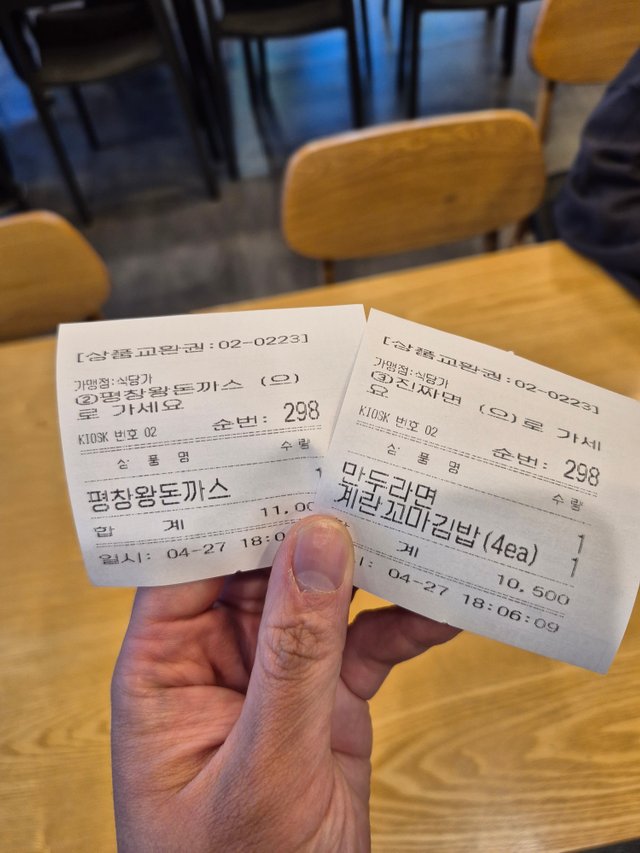 [상품교환권:02-0223]
가맹점:식당가
②평창왕돈까스 (으)
로 가세요
KIOSK 번호 02 순번: 298
상 품 명 수량
평창왕돈까스
합 계 11,00
일시: 04-27 18:0
[상품교환권:02-0223]
가맹점:식당가
③진짜면 (으)로 가세
요
KIOSK 번호 02 순번: 298
상 품 명 수량
만두라면 1
계란꼬마김밥(4ea) 1
계 10,500
: 04-27 18:06:09